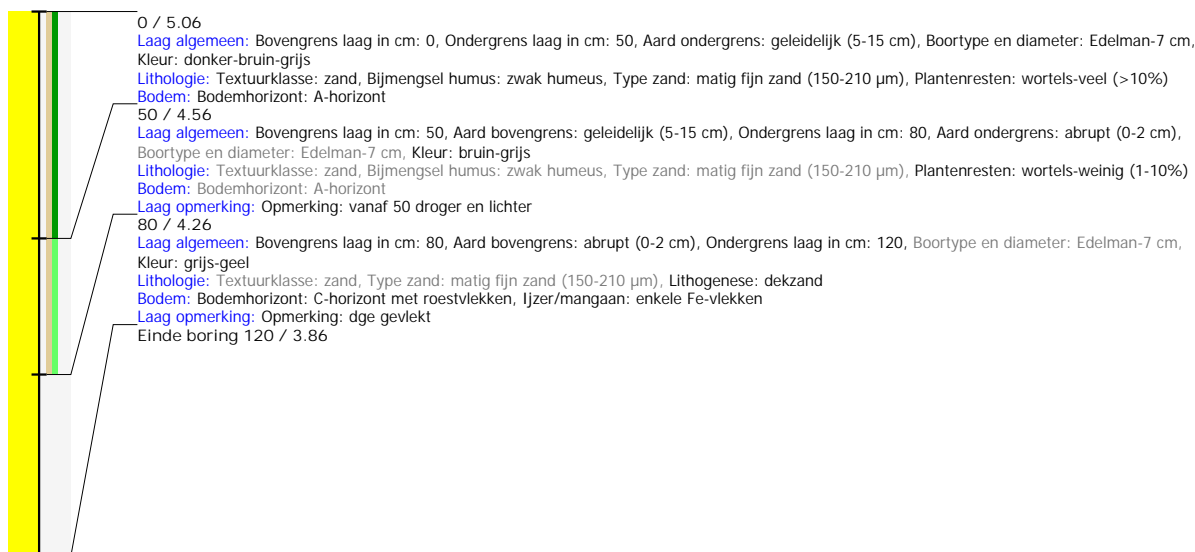 0 / 5.06
Laag algemeen: Bovengrens laag in cm: 0, Ondergrens laag in cm: 50, Aard ondergrens: geleidelijk (5-15 cm), Boortype en diameter: Edelman-7 cm,
Kleur: donker-bruin-grijs
Lithologie: Textuurklasse: zand, Bijmengsel humus: zwak humeus, Type zand: matig fijn zand (150-210 µm), Plantenresten: wortels-veel (>10%)
Bodem: Bodemhorizont: A-horizont
50 / 4.56
Laag algemeen: Bovengrens laag in cm: 50, Aard bovengrens: geleidelijk (5-15 cm), Ondergrens laag in cm: 80, Aard ondergrens: abrupt (0-2 cm),
Boortype en diameter: Edelman-7 cm, Kleur: bruin-grijs
Lithologie: Textuurklasse: zand, Bijmengsel humus: zwak humeus, Type zand: matig fijn zand (150-210 µm), Plantenresten: wortels-weinig (1-10%)
Bodem: Bodemhorizont: A-horizont
Laag opmerking: Opmerking: vanaf 50 droger en lichter
80 / 4.26
Laag algemeen: Bovengrens laag in cm: 80, Aard bovengrens: abrupt (0-2 cm), Ondergrens laag in cm: 120, Boortype en diameter: Edelman-7 cm,
Kleur: grijs-geel
Lithologie: Textuurklasse: zand, Type zand: matig fijn zand (150-210 µm), Lithogenese: dekzand
Bodem: Bodemhorizont: C-horizont met roestvlekken, Ijzer/mangaan: enkele Fe-vlekken
Laag opmerking: Opmerking: dge gevlekt
Einde boring 120 / 3.86